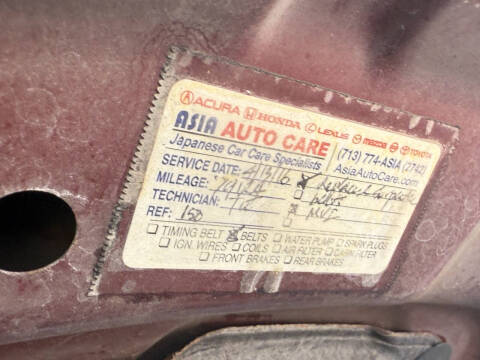 ACURA HONDA LEXUS mazda TOYOTA
ASIA AUTO CARE (713) 774-ASIA (2742)
Japanese Car Care Specialists AsiaAutoCare.com
SERVICE DATE: 4/13/16
MILEAGE:
TECHNICIAN:
REF: 150
TIMING BELT BELTS WATER PUMP SPARK PLUGS
IGN. WIRES COILS AIR FILTER CABIN FILTER
FRONT BRAKES REAR BRAKES